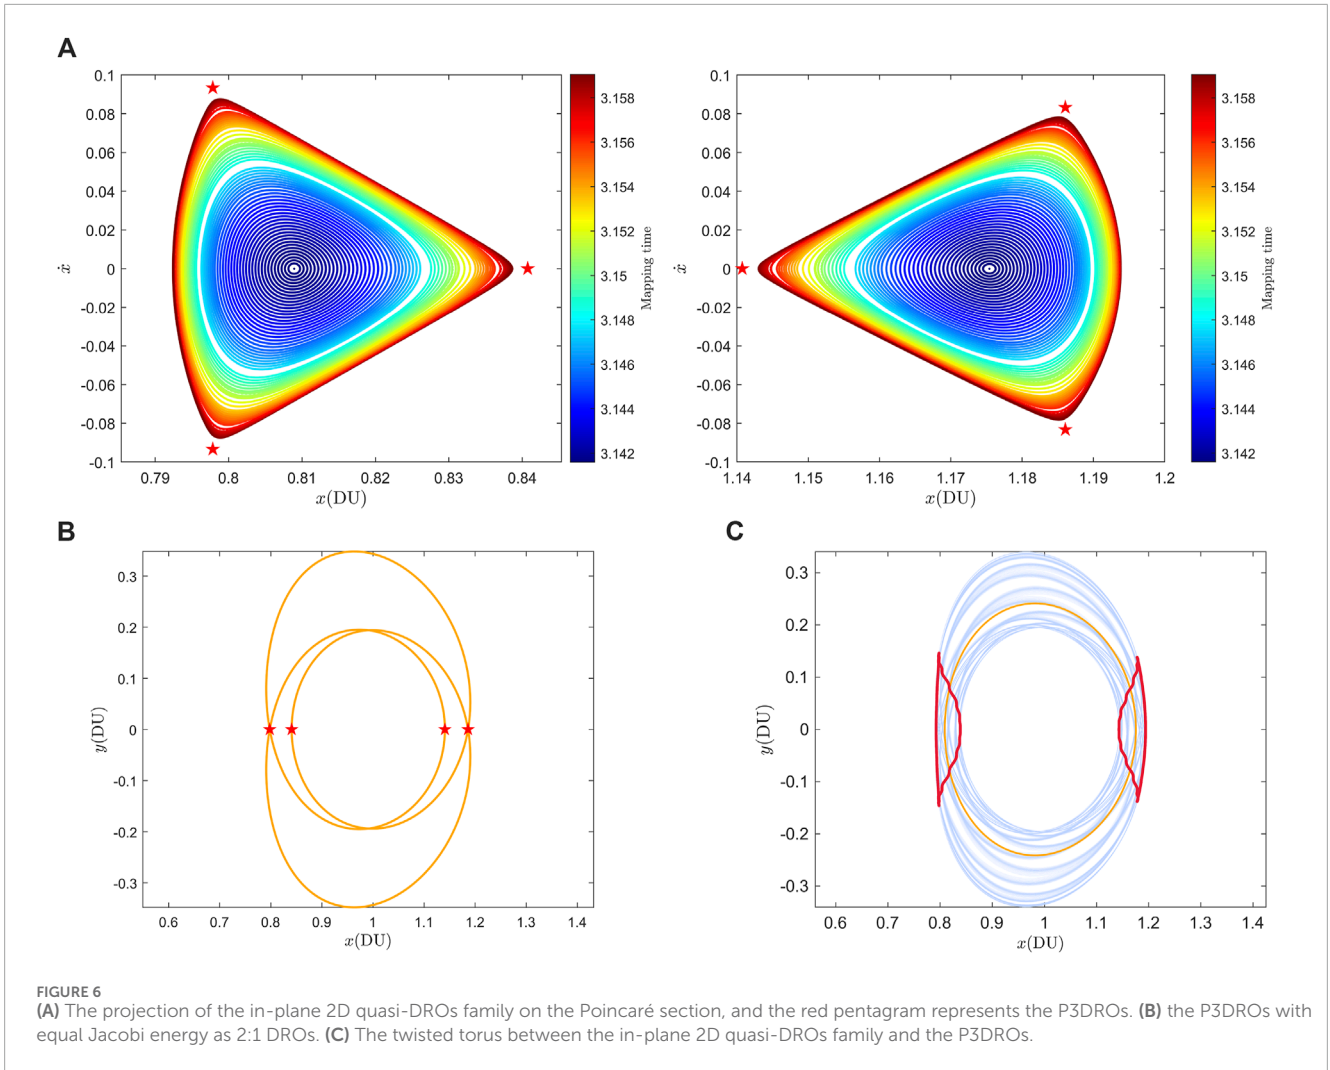 A
0.1
0.08
0.06
0.04
0.02
0
-0.02
-0.04
-0.06
-0.08
-0.1
ẋ
0.79 0.8 0.81 0.82 0.83 0.84
x(DU)
3.158
3.156
3.154
3.152
3.15
3.148
3.146
3.144
3.142
Mapping time
0.1
0.08
0.06
0.04
0.02
0
-0.02
-0.04
-0.06
-0.08
-0.1
ẋ
1.14 1.15 1.16 1.17 1.18 1.19 1.2
x(DU)
3.158
3.156
3.154
3.152
3.15
3.148
3.146
3.144
3.142
Mapping time
B
0.3
0.2
0.1
0
-0.1
-0.2
-0.3
y(DU)
0.6 0.7 0.8 0.9 1 1.1 1.2 1.3 1.4
x(DU)
C
0.3
0.2
0.1
0
-0.1
-0.2
-0.3
y(DU)
0.6 0.7 0.8 0.9 1 1.1 1.2 1.3 1.4
x(DU)
FIGURE 6
(A) The projection of the in-plane 2D quasi-DROs family on the Poincaré section, and the red pentagram represents the P3DROs. (B) the P3DROs with
equal Jacobi energy as 2:1 DROs. (C) The twisted torus between the in-plane 2D quasi-DROs family and the P3DROs.